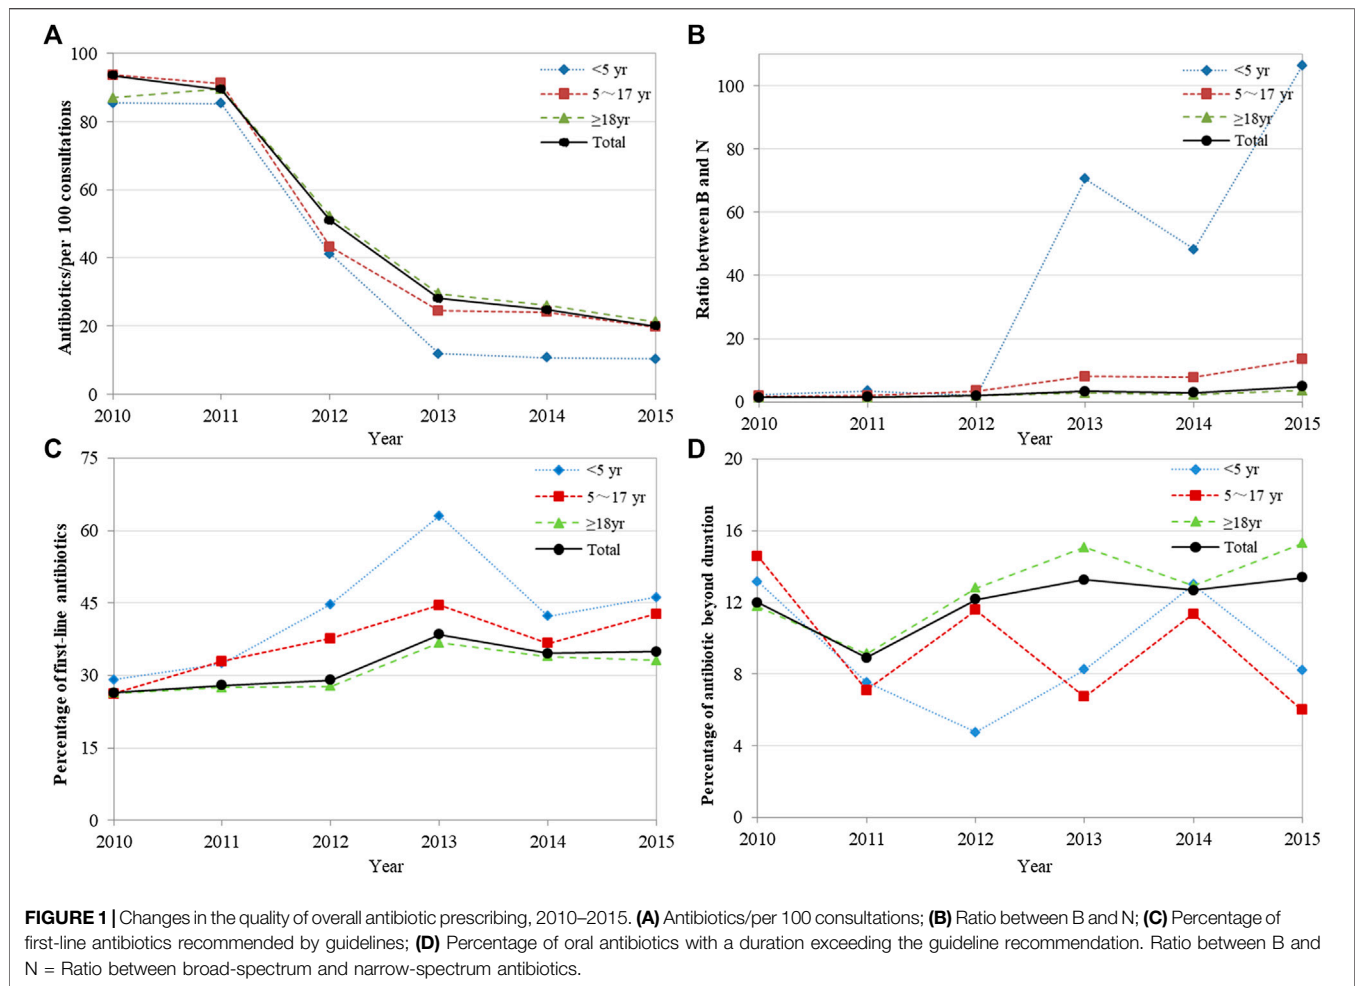 A
100
80
60
40
20
0
Antibiotics/per 100 consultations
<5 yr
5～17 yr
≥18yr
Total
2010 2011 2012 2013 2014 2015
Year
B
100
80
60
40
20
0
Ratio between B and N
<5 yr
5～17 yr
≥18yr
Total
2010 2011 2012 2013 2014 2015
Year
C
75
60
45
30
15
0
Percentage of first-line antibiotics
<5 yr
5～17 yr
≥18yr
Total
2010 2011 2012 2013 2014 2015
Year
D
20
16
12
8
4
0
Percentage of antibiotic beyond duration
<5 yr
5～17 yr
≥18yr
Total
2010 2011 2012 2013 2014 2015
Year
FIGURE 1 | Changes in the quality of overall antibiotic prescribing, 2010–2015. (A) Antibiotics/per 100 consultations; (B) Ratio between B and N; (C) Percentage of
first-line antibiotics recommended by guidelines; (D) Percentage of oral antibiotics with a duration exceeding the guideline recommendation. Ratio between B and
N = Ratio between broad-spectrum and narrow-spectrum antibiotics.